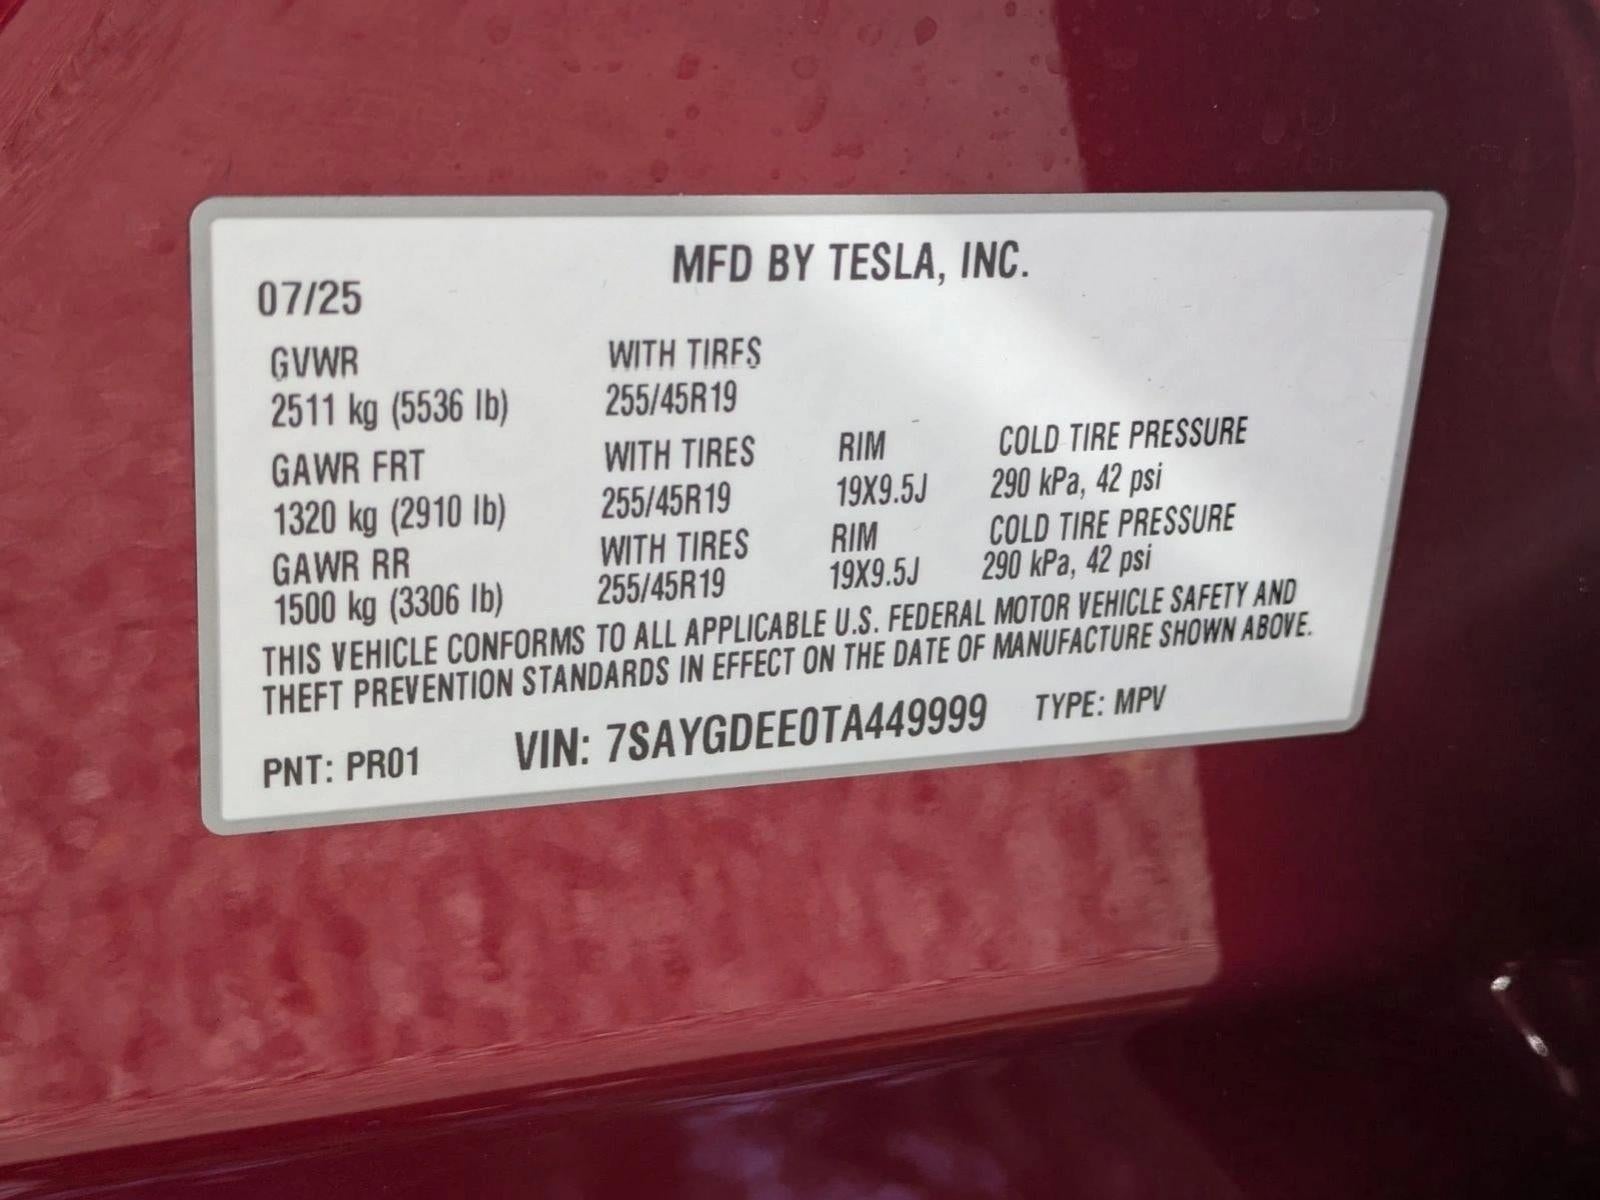 MFD BY TESLA, INC.
07/25
GVWR WITH TIRES
2511 kg (5536 lb) 255/45R19
GAWR FRT WITH TIRES RIM COLD TIRE PRESSURE
1320 kg (2910 lb) 255/45R19 19X9.5J 290 kPa, 42 psi
GAWR RR WITH TIRES RIM COLD TIRE PRESSURE
1500 kg (3306 lb) 255/45R19 19X9.5J 290 kPa, 42 psi
THIS VEHICLE CONFORMS TO ALL APPLICABLE U.S. FEDERAL MOTOR VEHICLE SAFETY AND
THEFT PREVENTION STANDARDS IN EFFECT ON THE DATE OF MANUFACTURE SHOWN ABOVE.
PNT: PR01 VIN: 7SAYGDEE0TA449999 TYPE: MPV